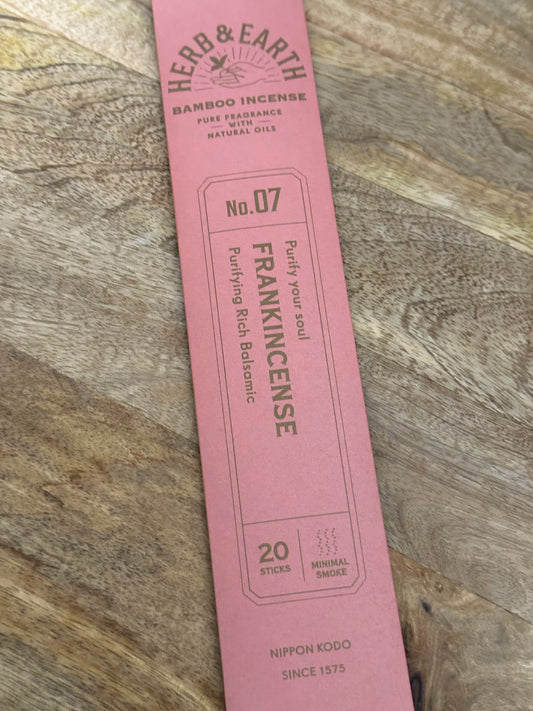 HERB & EARTH
BAMBOO INCENSE
PURE FRAGRANCE
WITH
NATURAL OILS
No.07
Purify your soul
FRANKINCENSE
Purifying Rich Balsamic
20
STICKS
MINIMAL
SMOKE
NIPPON KODO
SINCE 1575